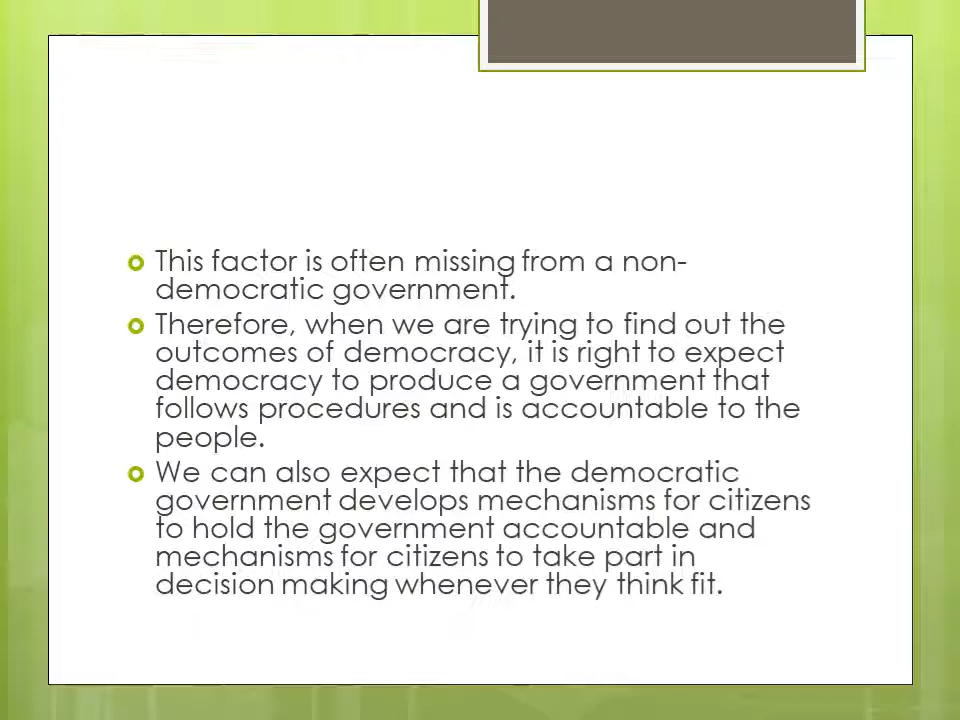 This factor is often missing from a non-
democratic government.
Therefore, when we are trying to find out the
outcomes of democracy, it is right to expect
democracy to produce a government that
follows procedures and is accountable to the
people.
We can also expect that the democratic
government develops mechanisms for citizens
to hold the government accountable and
mechanisms for citizens to take part in
decision making whenever they think fit.